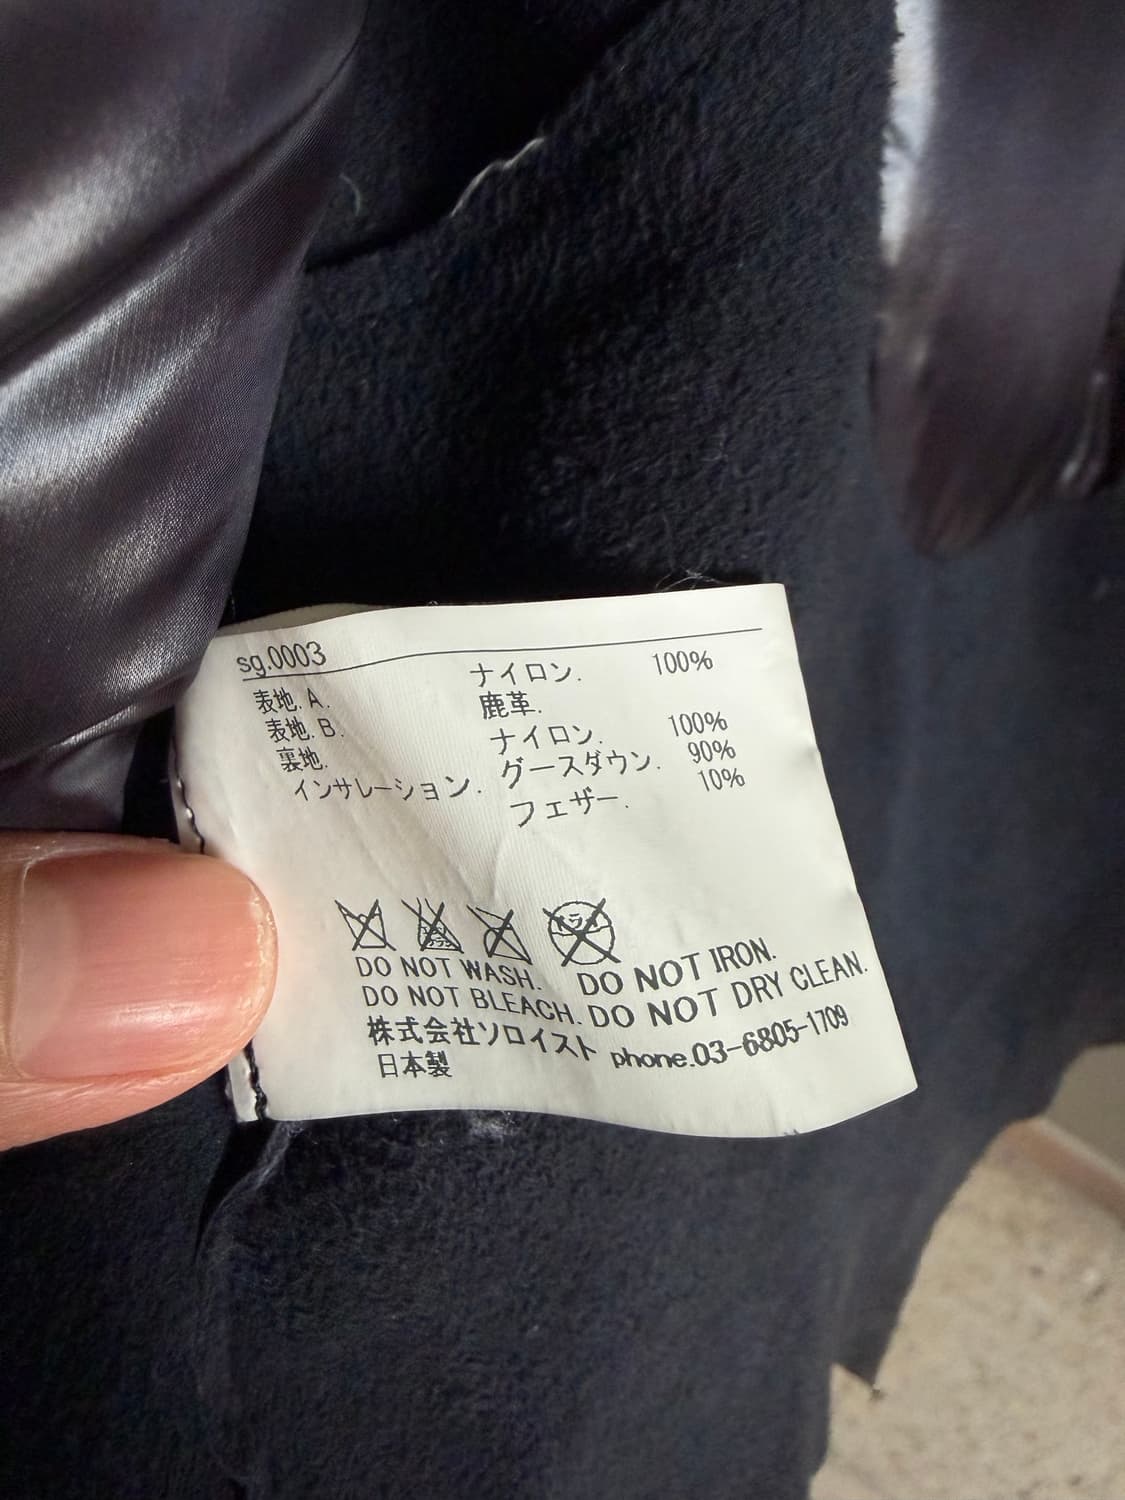 sg.0003
表地.A. ナイロン. 100%
表地.B. 鹿革.
裏地. ナイロン. 100%
インサレーション. グースダウン. 90%
フェザー. 10%
DO NOT WASH. DO NOT IRON.
DO NOT BLEACH. DO NOT DRY CLEAN.
株式会社ソロイスト phone.03-6805-1709
日本製